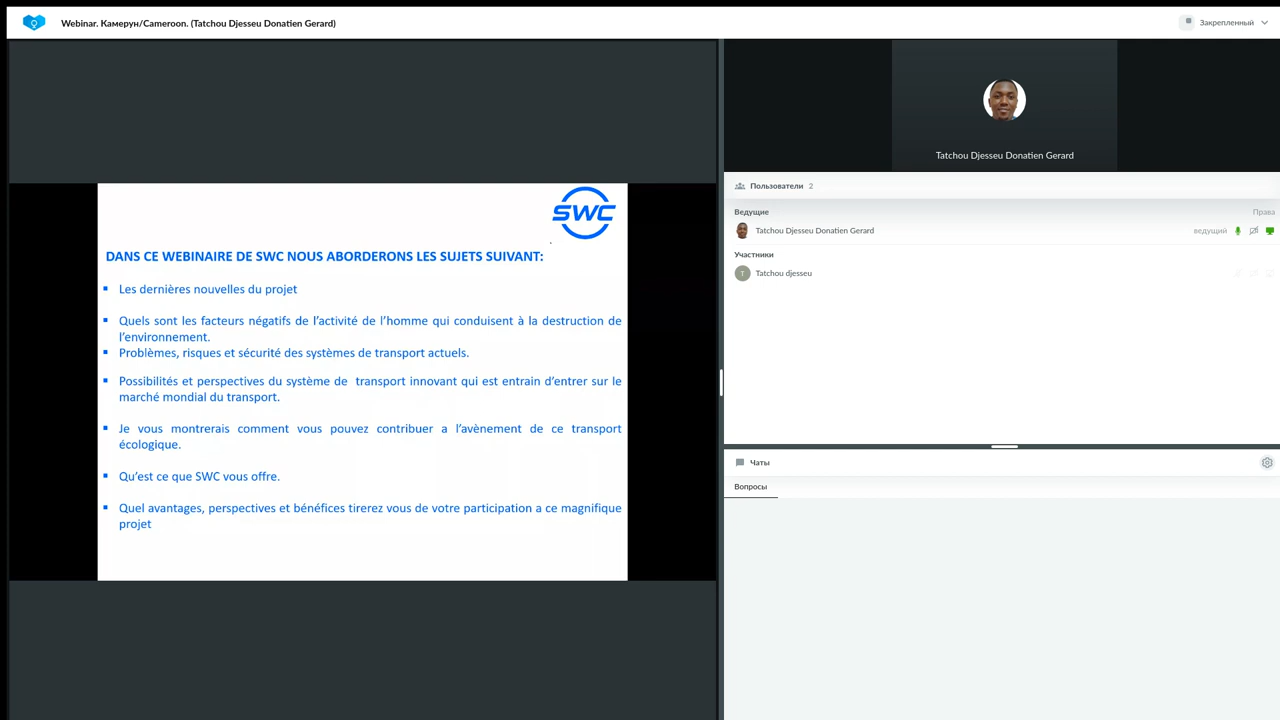 Webinar. Камерун/Cameroon. (Tatchou Djesseu Donatien Gerard)
Закрепленный
SWC
DANS CE WEBINAIRE DE SWC NOUS ABORDERONS LES SUJETS SUIVANT:
▪ Les dernières nouvelles du projet
▪ Quels sont les facteurs négatifs de l'activité de l'homme qui conduisent à la destruction de
l'environnement.
▪ Problèmes, risques et sécurité des systèmes de transport actuels.
▪ Possibilités et perspectives du système de transport innovant qui est entrain d'entrer sur le
marché mondial du transport.
▪ Je vous montrerais comment vous pouvez contribuer a l'avènement de ce transport
écologique.
▪ Qu'est ce que SWC vous offre.
▪ Quel avantages, perspectives et bénéfices tirerez vous de votre participation a ce magnifique
projet
Tatchou Djesseu Donatien Gerard
Пользователи 2
Ведущие Права
Tatchou Djesseu Donatien Gerard ведущий
Участники
T Tatchou djesseu
Чаты
Вопросы